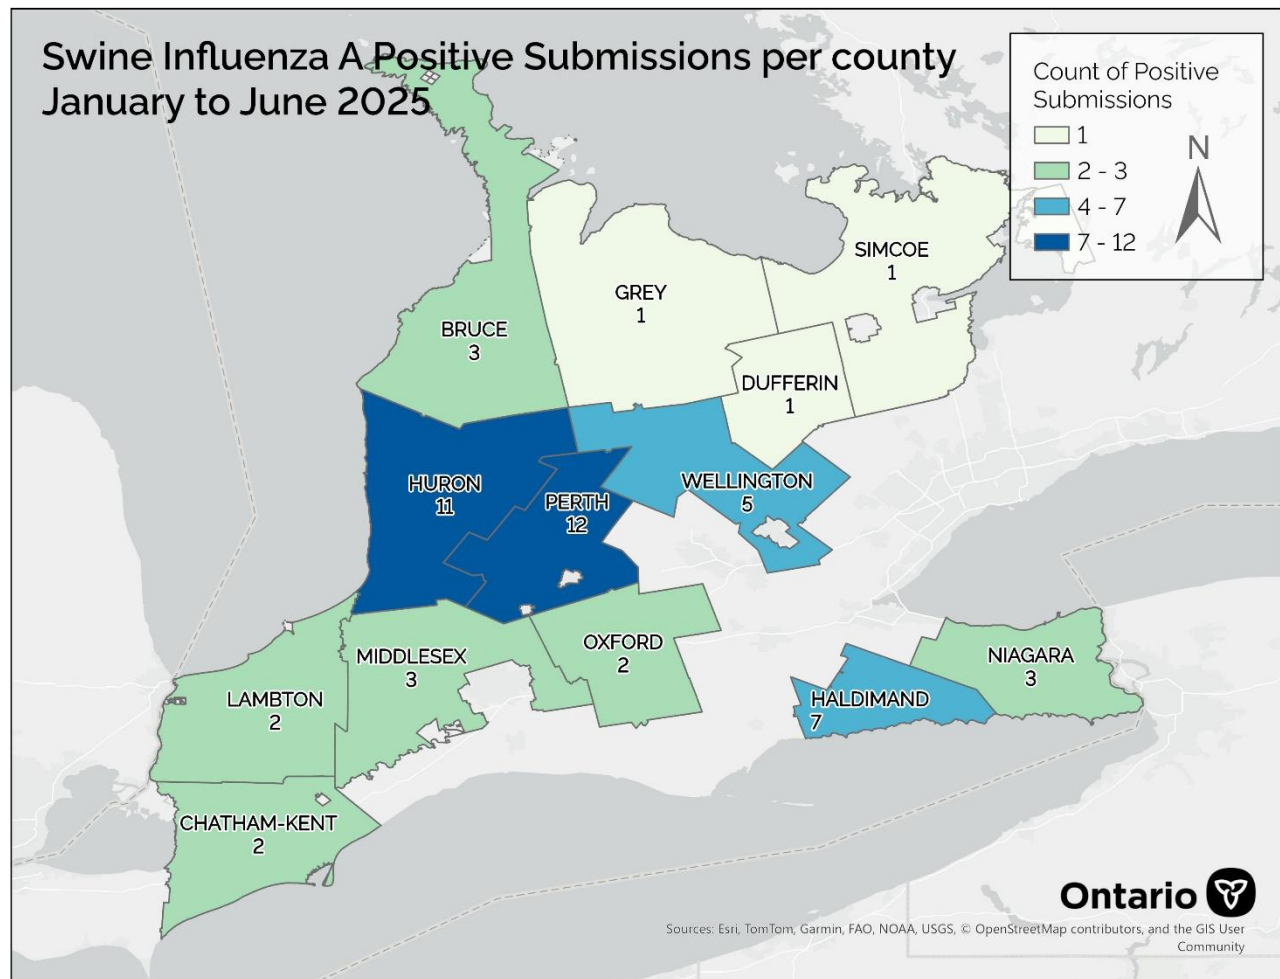 Swine Influenza A Positive Submissions per county
January to June 2025
Count of Positive
Submissions
1
2 - 3
4 - 7
7 - 12
N
SIMCOE
1
GREY
1
BRUCE
3
DUFFERIN
1
HURON
11
PERTH
12
WELLINGTON
5
OXFORD
2
MIDDLESEX
3
LAMBTON
2
NIAGARA
3
HALDIMAND
7
CHATHAM-KENT
2
Ontario
Sources: Esri, TomTom, Garmin, FAO, NOAA, USGS, © OpenStreetMap contributors, and the GIS User
Community